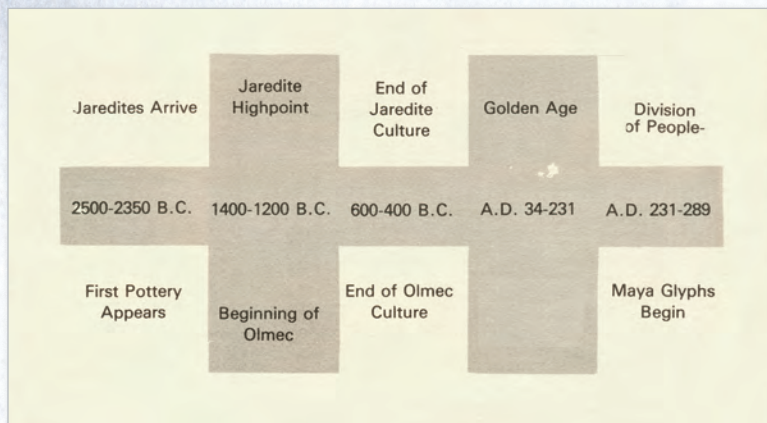 Jaredites Arrive
Jaredite
Highpoint
End of
Jaredite
Culture
Golden Age
Division
of People-
2500-2350 B.C.
1400-1200 B.C.
600-400 B.C.
A.D. 34-231
A.D. 231-289
First Pottery
Appears
Beginning of
Olmec
End of Olmec
Culture
Maya Glyphs
Begin